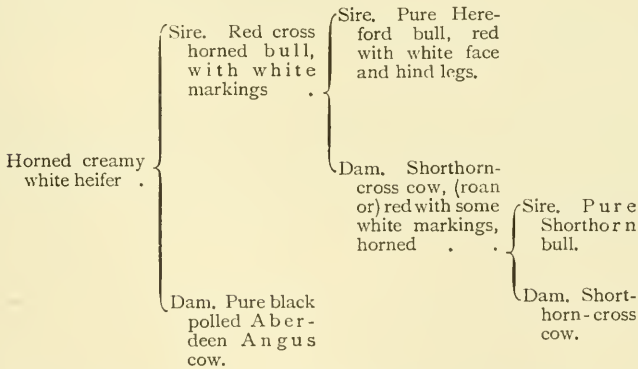 Horned creamy
white heifer .
Sire. Red cross
horned bull,
with white
markings .
Sire. Pure Here-
ford bull, red
with white face
and hind legs.
Dam. Shorthorn-
cross cow, (roan
or) red with some
white markings,
horned . .
Sire. Pure
Shorthorn
bull.
Dam. Short-
horn-cross
cow.
Dam. Pure black
polled Aber-
deen Angus
cow.